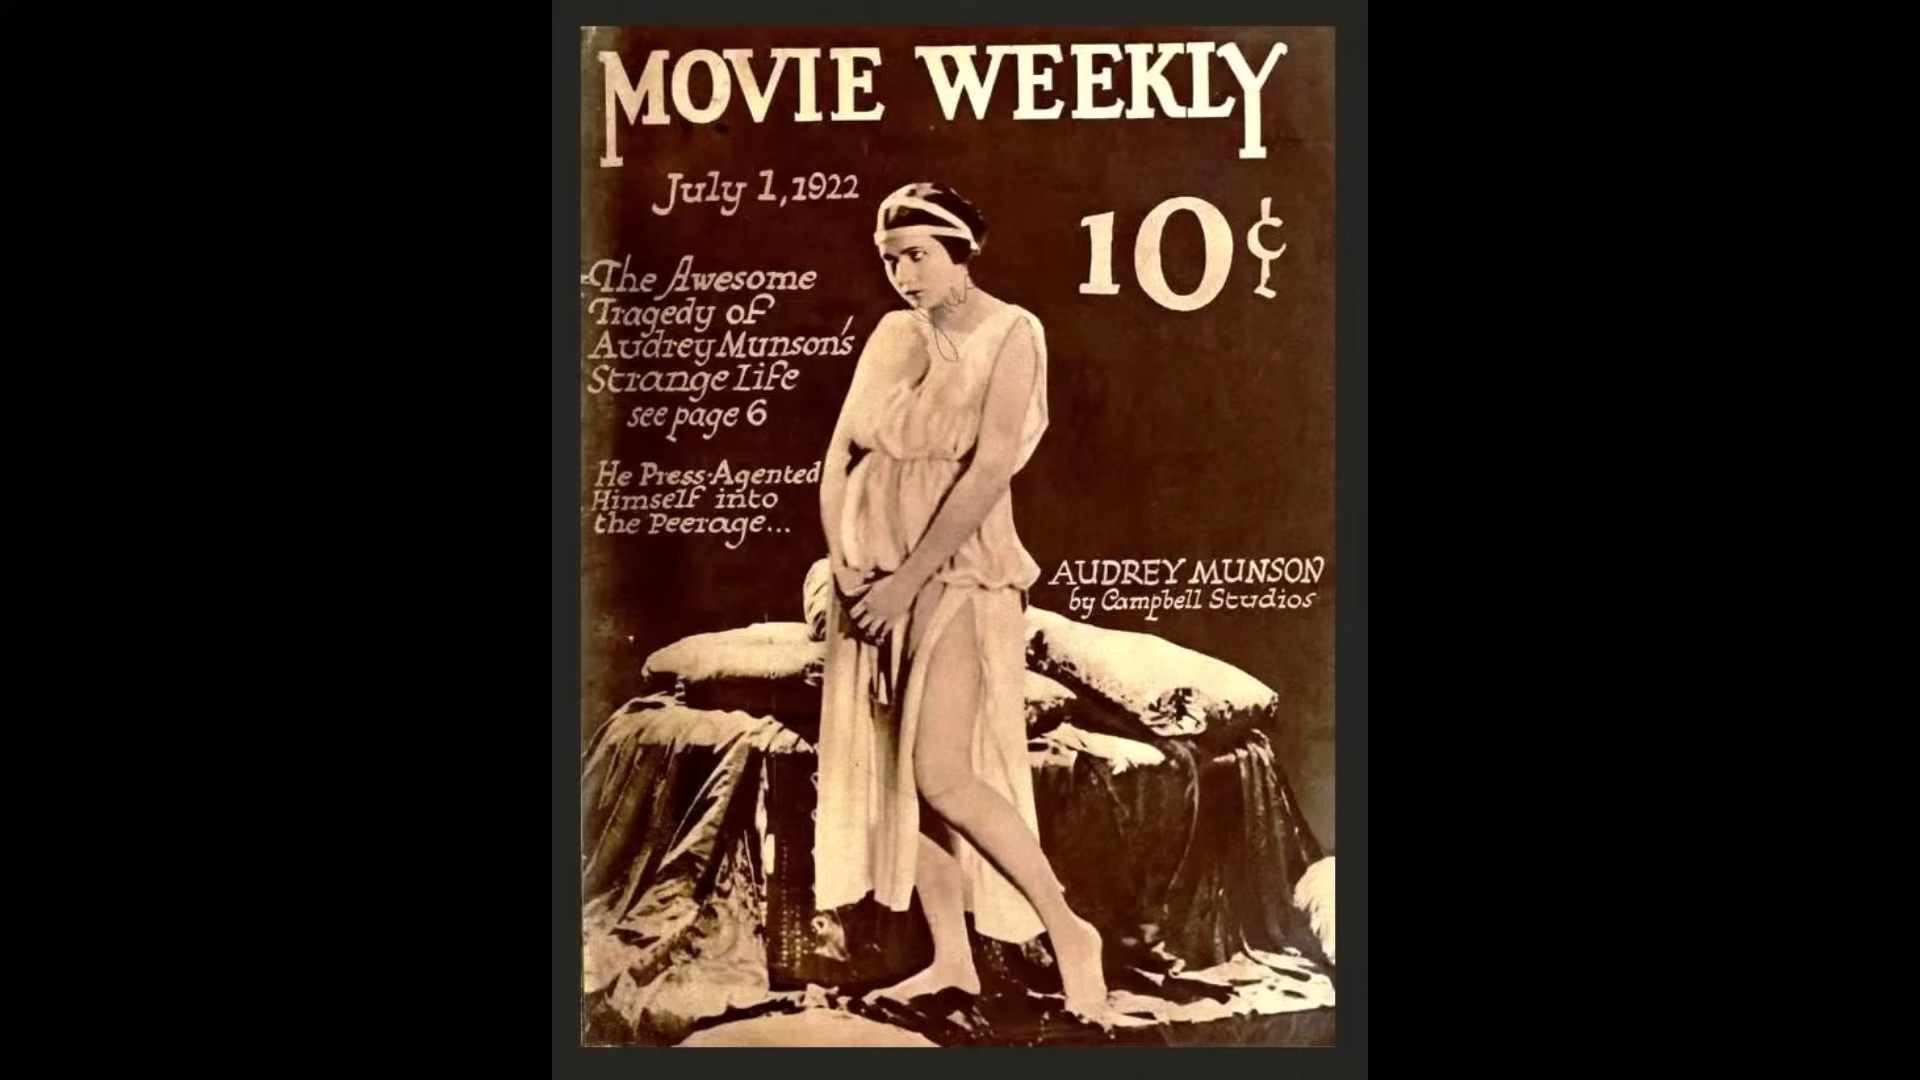 MOVIE WEEKLY
July 1, 1922
10¢
The Awesome
Tragedy of
Audrey Munson's
Strange Life
see page 6
He Press-Agented
Himself into
the Peerage...
AUDREY MUNSON
by Campbell Studios